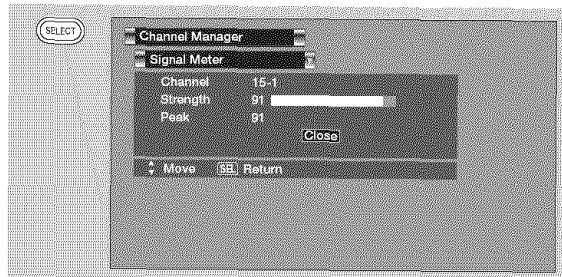 SELECT
Channel Manager
Signal Meter
Channel 15-1
Strength 91
Peak 91
Close
Move SEL Return